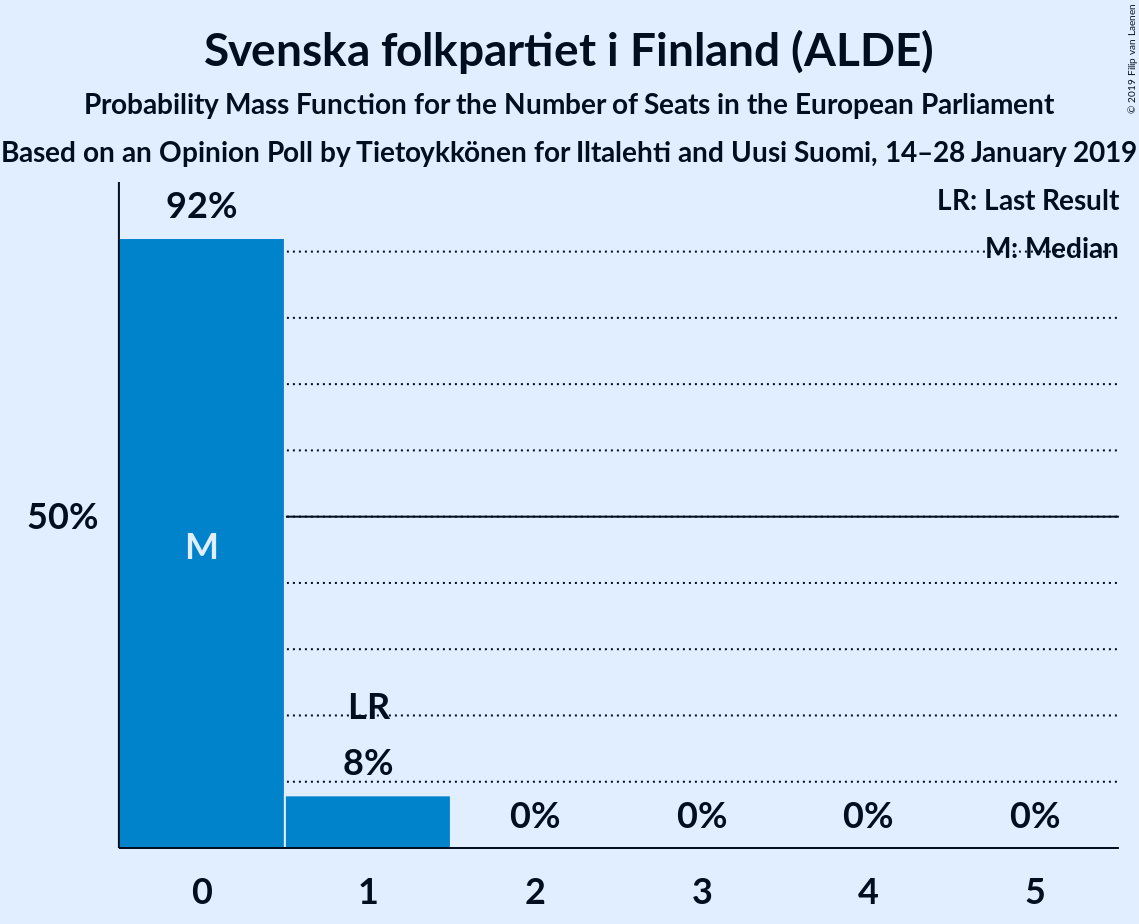 Svenska folkpartiet i Finland (ALDE)
Probability Mass Function for the Number of Seats in the European Parliament
Based on an Opinion Poll by Tietoykkönen for Iltalehti and Uusi Suomi, 14–28 January 2019
© 2019 Filip van Laenen
LR: Last Result
M: Median
92%
50%
M
LR
8%
0%
0%
0%
0%
0
1
2
3
4
5